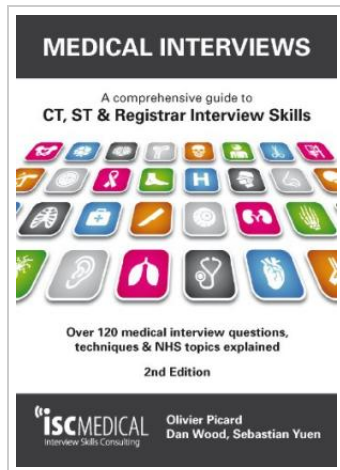 MEDICAL INTERVIEWS
A comprehensive guide to
CT, ST & Registrar Interview Skills
H
Over 120 medical interview questions,
techniques & NHS topics explained
2nd Edition
ISCMEDICAL
Interview Skills Consulting
Olivier Picard
Dan Wood, Sebastian Yuen